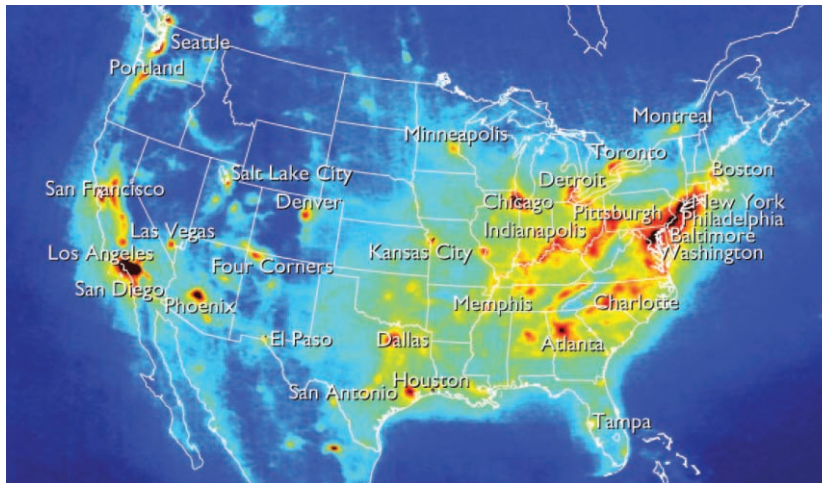 Seattle
Portland
Montreal
Minneapolis
Toronto
Boston
Salt Lake City
Detroit
San Francisco
Denver
Chicago
New York
Pittsburgh
Philadelphia
Las Vegas
Indianapolis
Baltimore
Los Angeles
Kansas City
Washington
Four Corners
San Diego
Phoenix
Memphis
Charlotte
El Paso
Dallas
Atlanta
Houston
San Antonio
Tampa